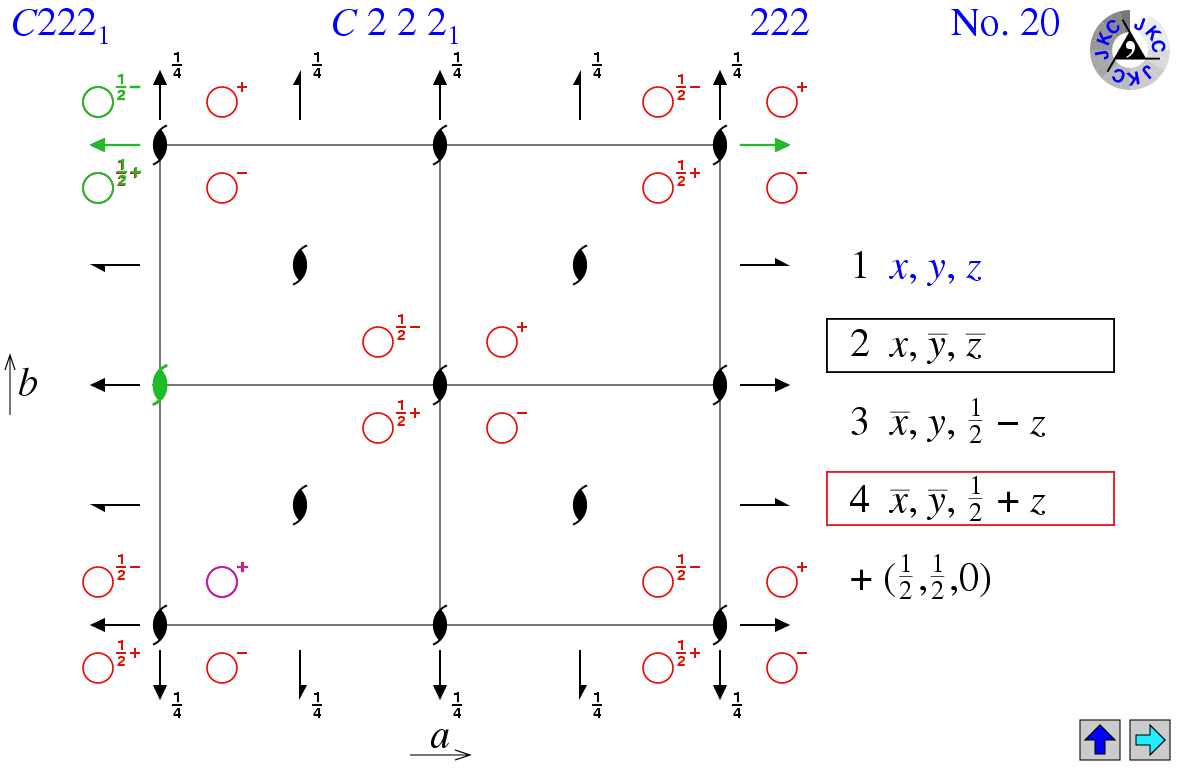 C222₁ C 2 2 2₁ 222 No. 20
JKC JKC JKC
¼ ¼ ¼ ¼ ¼
½− + ½− +
½+ − ½+ −
1 x, y, z
½− +
2 x, y̅, z̅
b
½+ −
3 x̅, y, ½ − z
4 x̅, y̅, ½ + z
½− + ½− +
+ (½,½,0)
½+ − ½+ −
¼ ¼ ¼ ¼ ¼
a